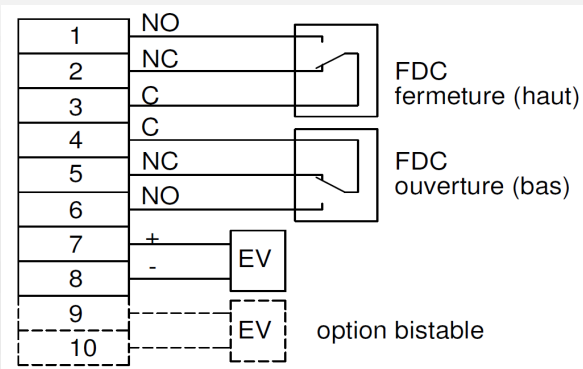 1 NO
2 NC
3 C
FDC
fermeture (haut)
4 C
5 NC
6 NO
FDC
ouverture (bas)
7 +
8 -
EV
9
10
EV option bistable